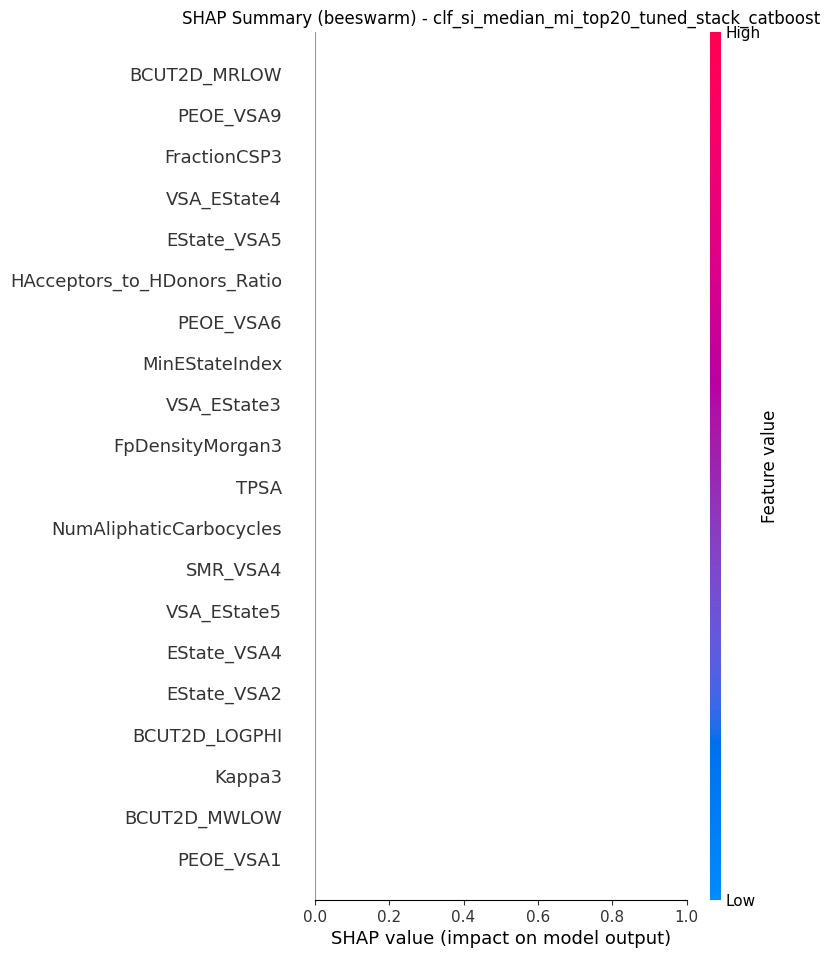 SHAP Summary (beeswarm) - clf_si_median_mi_top20_tuned_stack_catboost
High
BCUT2D_MRLOW
PEOE_VSA9
FractionCSP3
VSA_EState4
EState_VSA5
HAcceptors_to_HDonors_Ratio
PEOE_VSA6
MinEStateIndex
VSA_EState3
FpDensityMorgan3
TPSA
NumAliphaticCarbocycles
SMR_VSA4
VSA_EState5
EState_VSA4
EState_VSA2
BCUT2D_LOGPHI
Kappa3
BCUT2D_MWLOW
PEOE_VSA1
Feature value
Low
0.0 0.2 0.4 0.6 0.8 1.0
SHAP value (impact on model output)